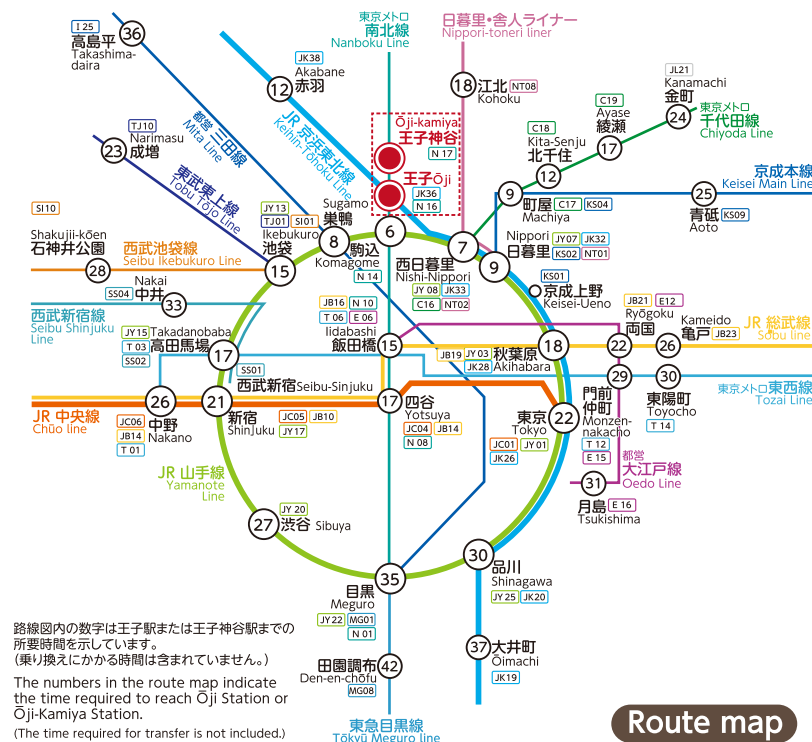 I 25
高島平
Takashima-
daira
36
東京メトロ
南北線
Nanboku Line
日暮里・舎人ライナー
Nippori-toneri liner
JK38
Akabane
赤羽
12
18
江北
NT08
Kohoku
JL21
Kanamachi
金町
24
C19
Ayase
綾瀬
17
東京メトロ
千代田線
Chiyoda Line
C18
Kita-Senju
北千住
12
TJ10
Narimasu
成増
23
都営 三田線
Mita Line
JR 京浜東北線
Keihin-Tōhoku Line
Ōji-kamiya
王子神谷
N 17
王子Ōji
JK36
N 16
東武東上線
Tobu Tojo Line
京成本線
Keisei Main Line
9
町屋
C17
KS04
Machiya
25
青砥
KS09
Aoto
SI10
Shakujii-kōen
石神井公園
28
西武池袋線
Seibu Ikebukuro Line
JY13
TJ01
SI01
Ikebukuro
池袋
15
Sugamo
巣鴨
8
6
駒込
Komagome
N 14
7
西日暮里
Nishi-Nippori
JY 08
JK33
C16
NT02
Nippori
日暮里
JY07
JK32
KS02
NT01
9
KS01
京成上野
Keisei-Ueno
Nakai
SS04
中井
33
西武新宿線
Seibu Shinjuku
Line
JY15
Takadanobaba
T 03
高田馬場
SS02
17
SS01
西武新宿Seibu-Sinjuku
JB16
N 10
T 06
E 06
Iidabashi
飯田橋
15
JB19
JY 03
JK28
秋葉原
Akihabara
18
JB21
E12
Ryōgoku
両国
22
Kameido
亀戸
JB23
26
JR 総武線
Sobu line
29
門前
仲町
Monzen-
nakachō
T 12
E 15
30
東陽町
Toyocho
T 14
東京メトロ東西線
Tozai Line
JR 中央線
Chūo line
26
JC06
JB14
T 01
中野
Nakano
21
新宿
Shinjuku
JC05
JB10
JY17
17
四谷
Yotsuya
JC04
JB14
N 08
東京
Tokyo
JC01
JY 01
JK26
22
都営
大江戸線
Oedo Line
31
月島
E 16
Tsukishima
JR 山手線
Yamanote
Line
JY 20
27
渋谷 Sibuya
30
品川
Shinagawa
JY 25
JK20
35
目黒
Meguro
JY 22
MG01
N 01
37
大井町
Ōimachi
JK19
田園調布
42
Den-en-chōfu
MG08
東急目黒線
Tōkyū Meguro line
路線図内の数字は王子駅または王子神谷駅までの
所要時間を示しています。
（乗り換えにかかる時間は含まれていません。）
The numbers in the route map indicate
the time required to reach Ōji Station or
Ōji-Kamiya Station.
(The time required for transfer is not included.)
Route map